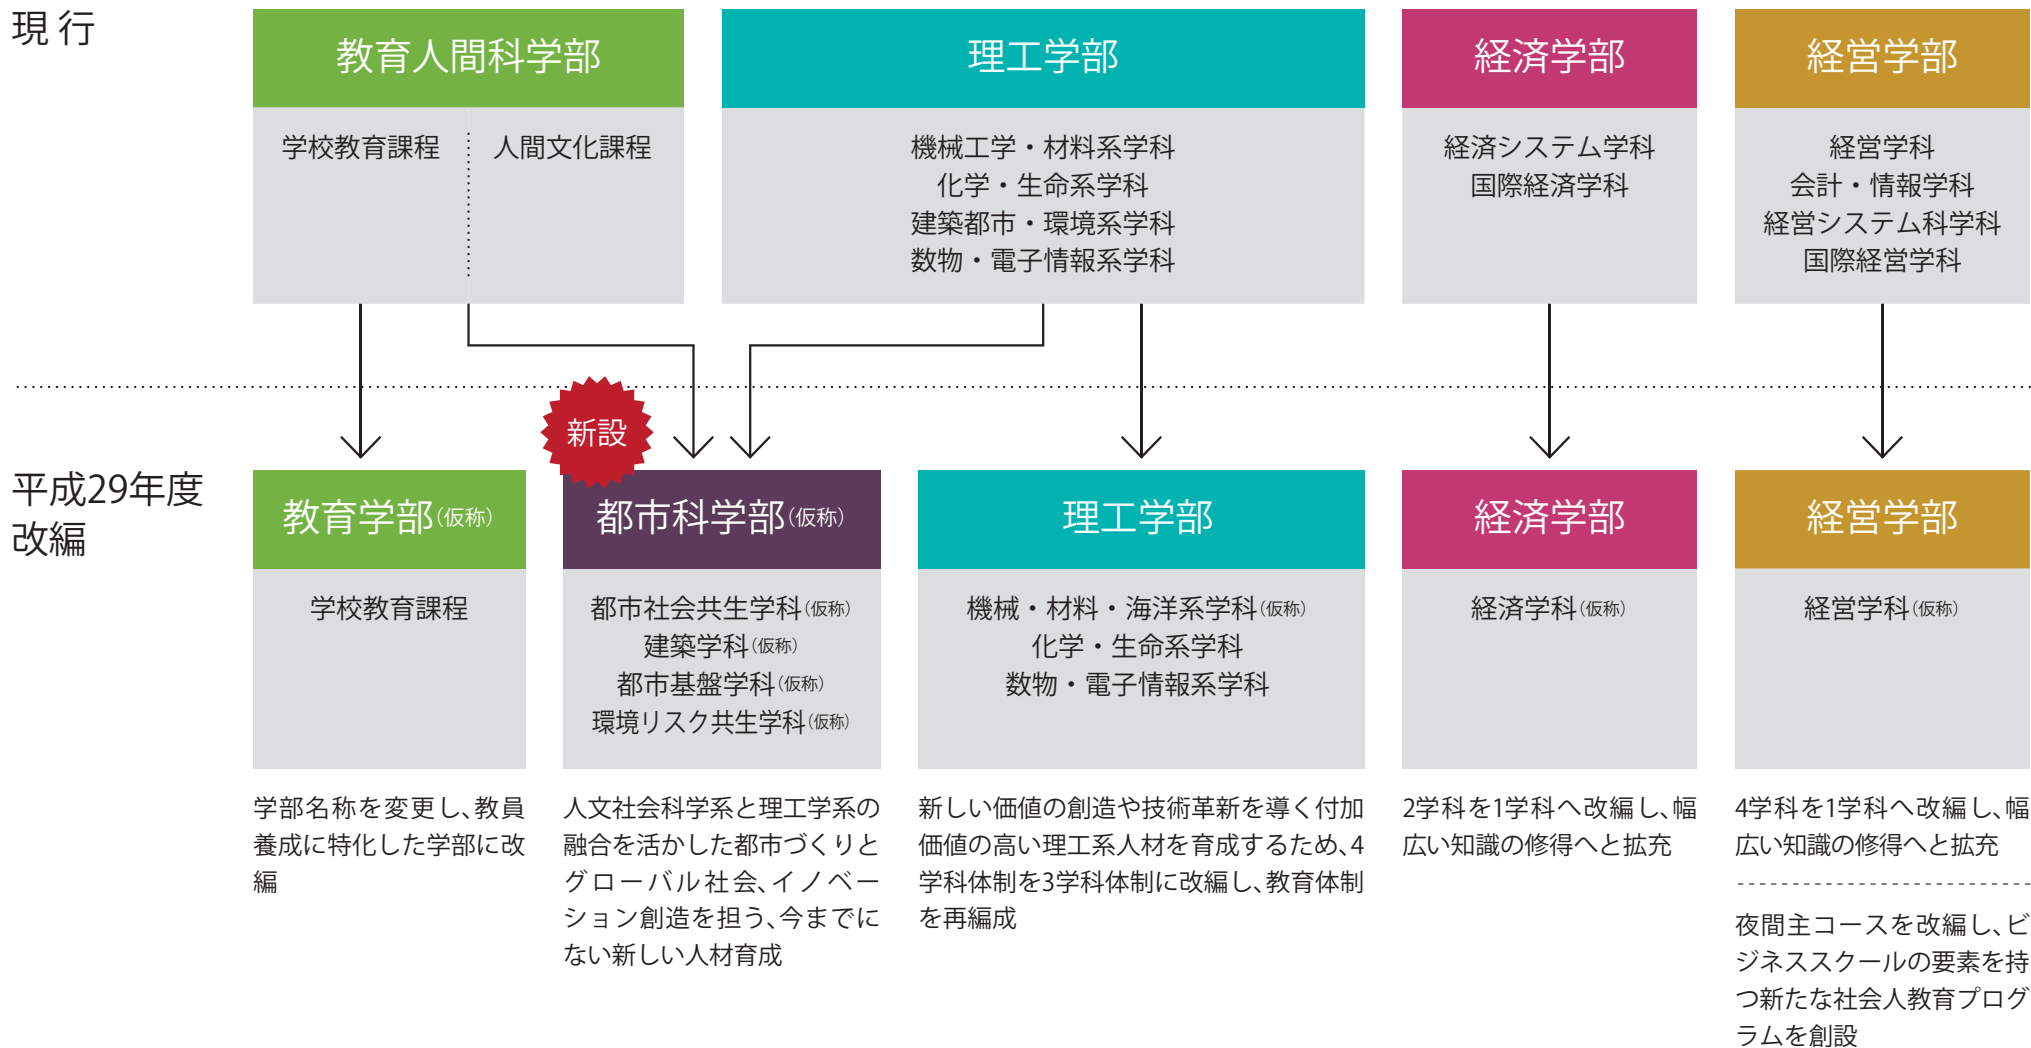 現 行
教育人間科学部
学校教育課程
人間文化課程
理工学部
機械工学・材料系学科
化学・生命系学科
建築都市・環境系学科
数物・電子情報系学科
経済学部
経済システム学科
国際経済学科
経営学部
経営学科
会計・情報学科
経営システム科学科
国際経営学科
平成29年度
改編
教育学部(仮称)
学校教育課程
学部名称を変更し、教員
養成に特化した学部に改
編
新設
都市科学部(仮称)
都市社会共生学科(仮称)
建築学科(仮称)
都市基盤学科(仮称)
環境リスク共生学科(仮称)
人文社会科学系と理工学系の
融合を活かした都市づくりと
グローバル社会、イノベー
ション創造を担う、今までに
ない新しい人材育成
理工学部
機械・材料・海洋系学科(仮称)
化学・生命系学科
数物・電子情報系学科
新しい価値の創造や技術革新を導く付加
価値の高い理工系人材を育成するため、4
学科体制を3学科体制に改編し、教育体制
を再編成
経済学部
経済学科(仮称)
2学科を1学科へ改編し、幅
広い知識の修得へと拡充
経営学部
経営学科(仮称)
4学科を1学科へ改編し、幅
広い知識の修得へと拡充
夜間主コースを改編し、ビ
ジネススクールの要素を持
つ新たな社会人教育プログ
ラムを創設